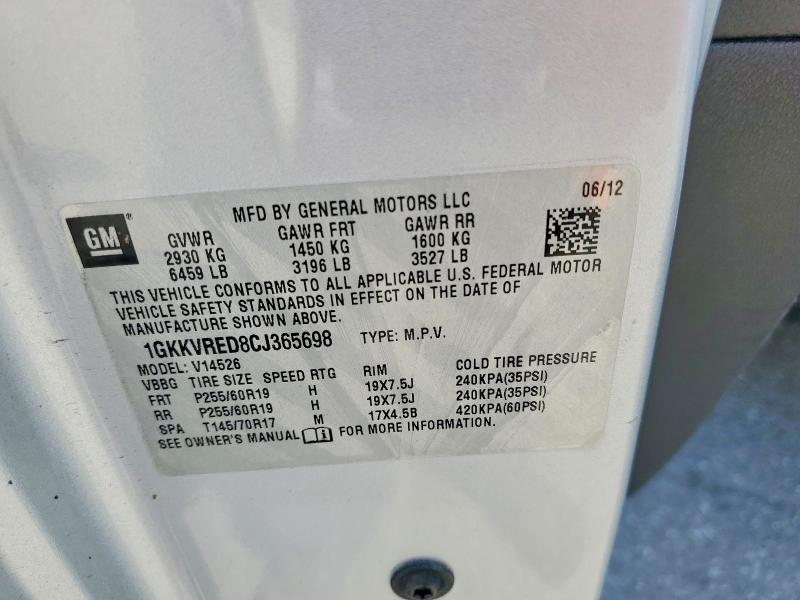 06/12
MFD BY GENERAL MOTORS LLC
GM
GVWR GAWR FRT GAWR RR
2930 KG 1450 KG 1600 KG
6459 LB 3196 LB 3527 LB
THIS VEHICLE CONFORMS TO ALL APPLICABLE U.S. FEDERAL MOTOR
VEHICLE SAFETY STANDARDS IN EFFECT ON THE DATE OF
MANUFACTURE SHOWN ABOVE.
1GKKVRED8CJ365698 TYPE: M.P.V.
MODEL: V14526
VBBG TIRE SIZE SPEED RTG RIM COLD TIRE PRESSURE
FRT P255/60R19 H 19X7.5J 240KPA(35PSI)
RR P255/60R19 H 19X7.5J 240KPA(35PSI)
SPA T145/70R17 M 17X4.5B 420KPA(60PSI)
SEE OWNER'S MANUAL i FOR MORE INFORMATION.